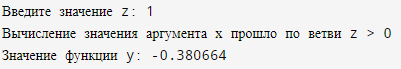 Введите значение z: 1
Вычисление значения аргумента x прошло по ветви z > 0
Значение функции y: -0.380664